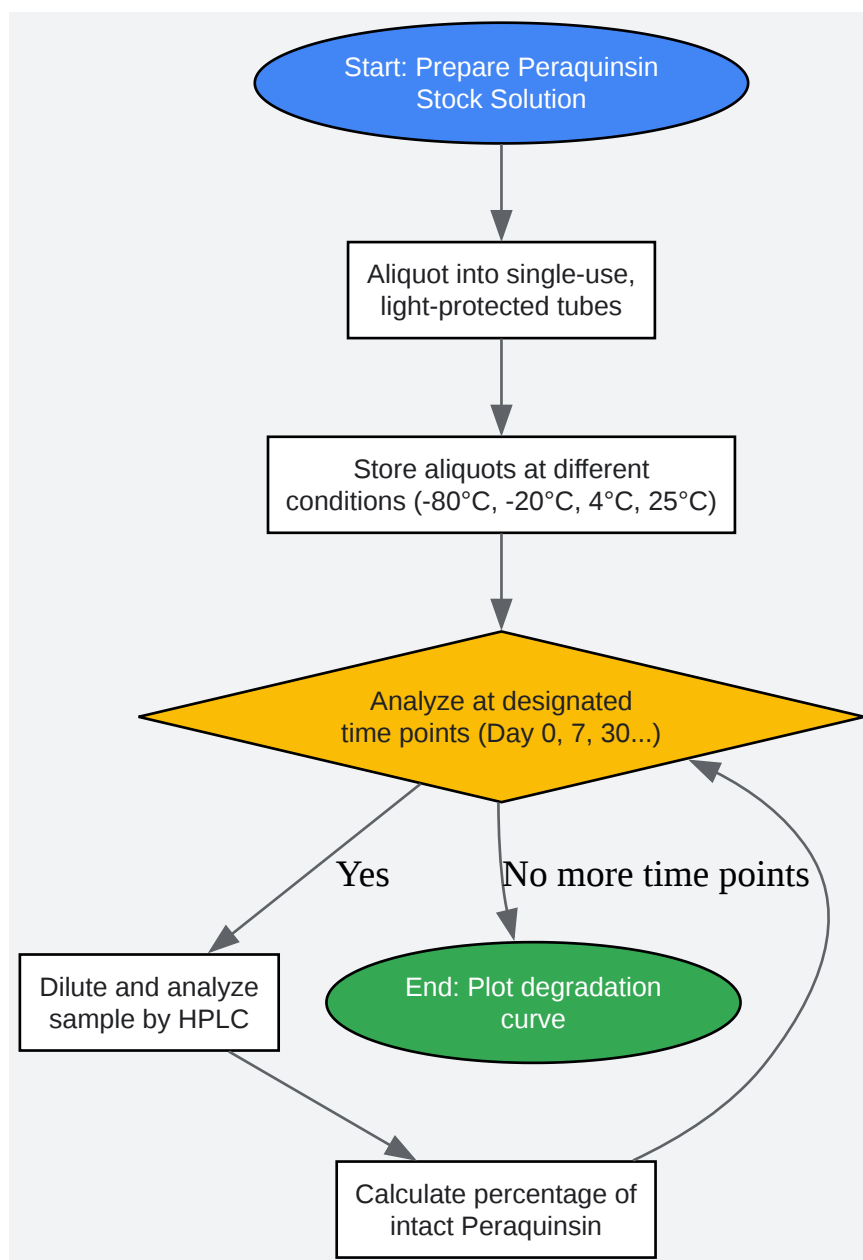 Start: Prepare Peraquinsin
Stock Solution
Aliquot into single-use,
light-protected tubes
Store aliquots at different
conditions (-80°C, -20°C, 4°C, 25°C)
Analyze at designated
time points (Day 0, 7, 30...)
Yes
No more time points
Dilute and analyze
sample by HPLC
End: Plot degradation
curve
Calculate percentage of
intact Peraquinsin